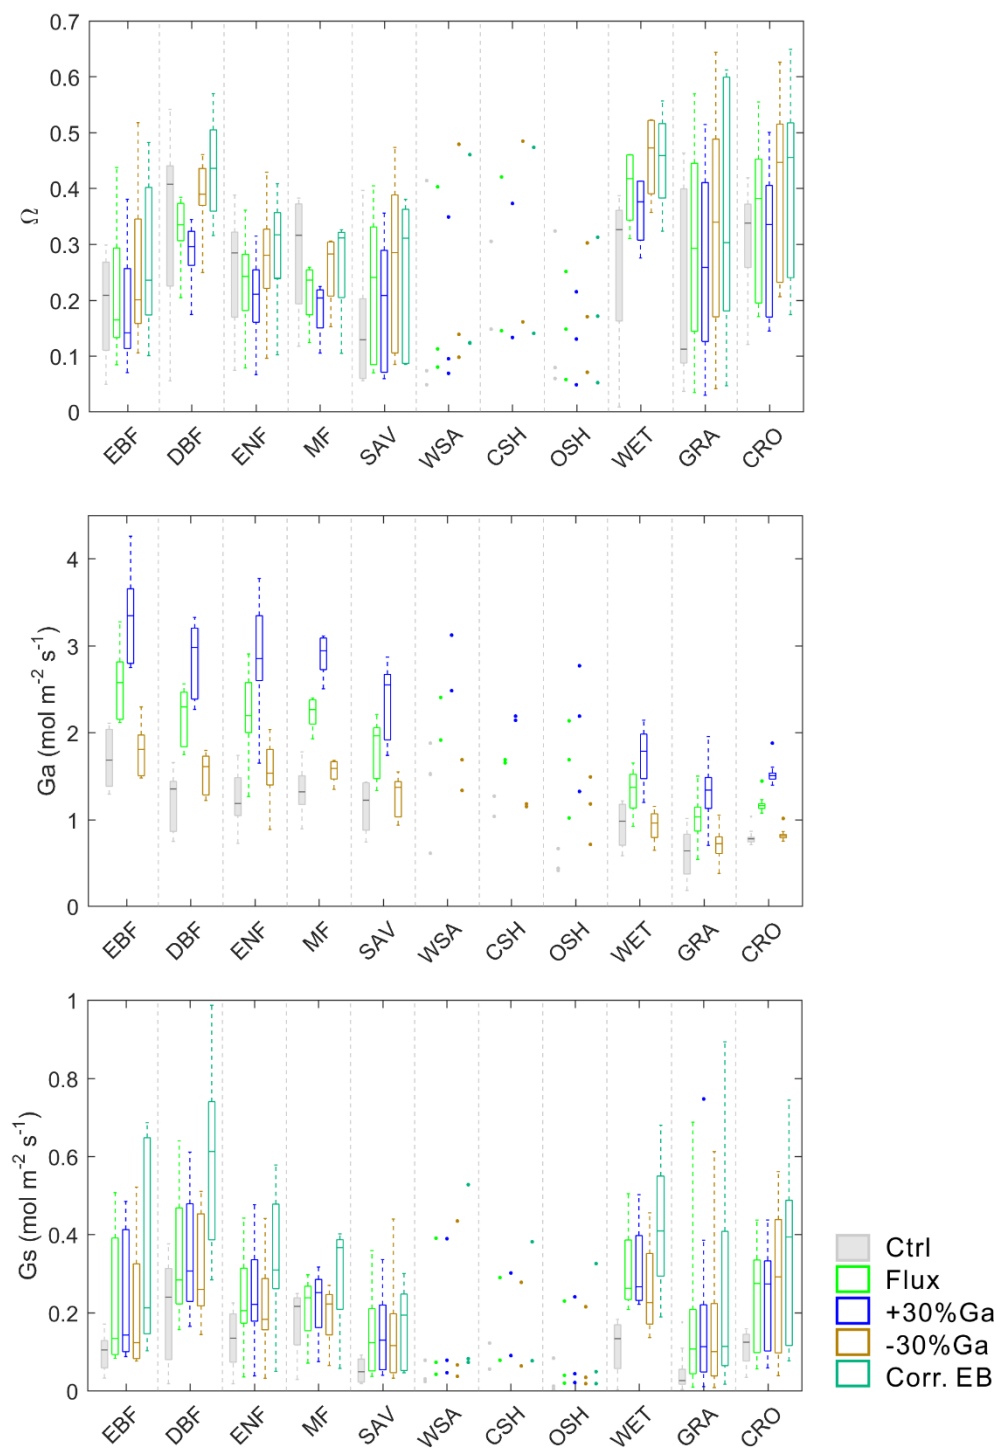 0.7
0.6
0.5
0.4
0.3
0.2
0.1
0
Ω
EBF DBF ENF MF SAV WSA CSH OSH WET GRA CRO
4
3
2
1
0
Ga (mol m⁻² s⁻¹)
EBF DBF ENF MF SAV WSA CSH OSH WET GRA CRO
1
0.8
0.6
0.4
0.2
0
Gs (mol m⁻² s⁻¹)
EBF DBF ENF MF SAV WSA CSH OSH WET GRA CRO
Ctrl
Flux
+30%Ga
-30%Ga
Corr. EB